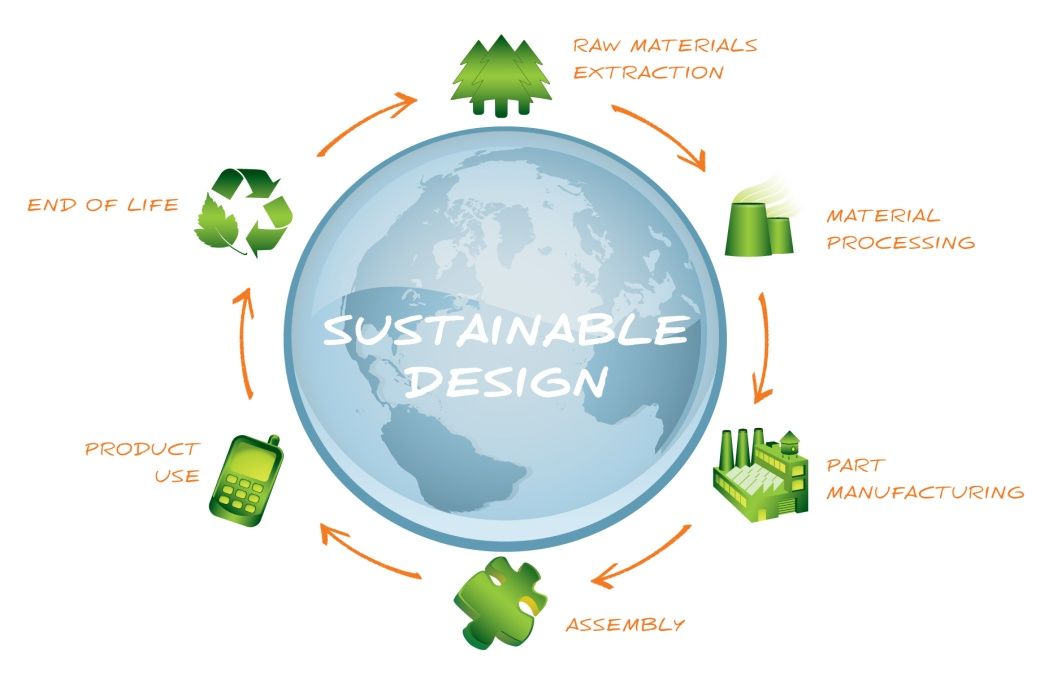 RAW MATERIALS
EXTRACTION
MATERIAL
PROCESSING
PART
MANUFACTURING
ASSEMBLY
PRODUCT
USE
END OF LIFE
SUSTAINABLE
DESIGN